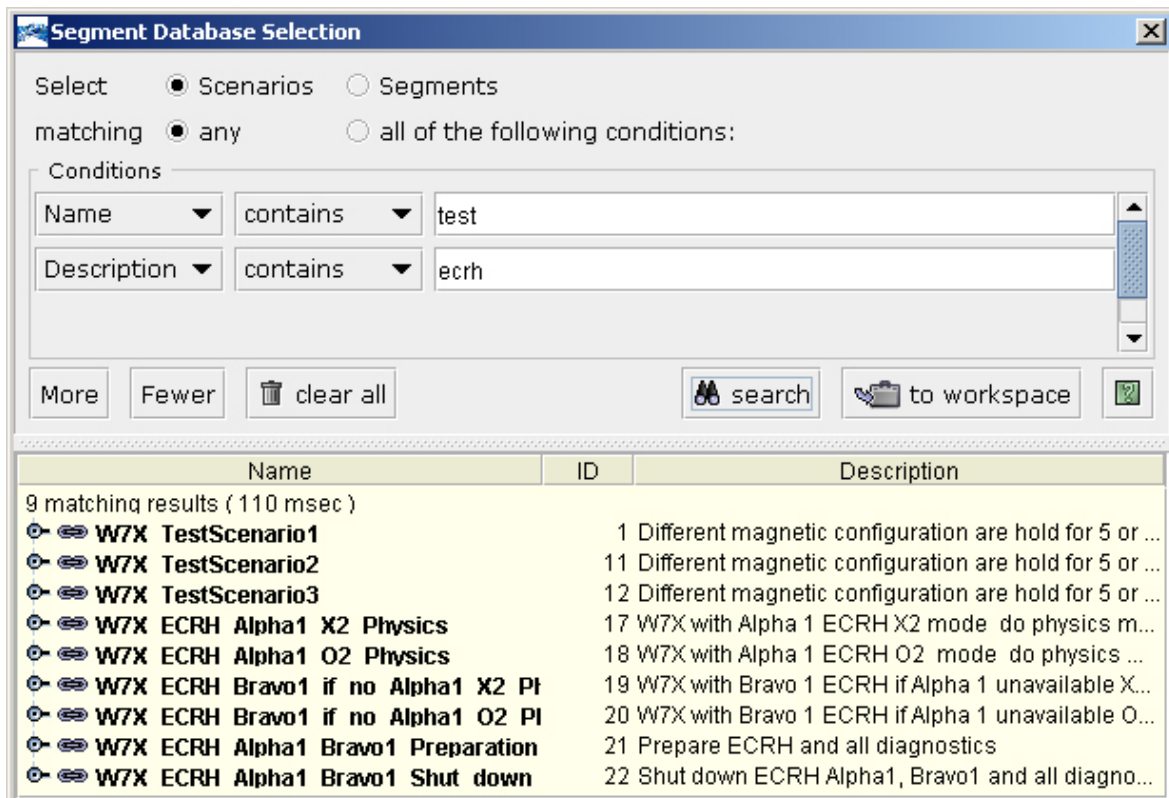 Segment Database Selection
Select Scenarios Segments
matching any all of the following conditions:
Conditions
Name contains test
Description contains ecrh
More Fewer clear all search to workspace ?
Name ID Description
9 matching results ( 110 msec )
W7X TestScenario1 1 Different magnetic configuration are hold for 5 or ...
W7X TestScenario2 11 Different magnetic configuration are hold for 5 or ...
W7X TestScenario3 12 Different magnetic configuration are hold for 5 or ...
W7X ECRH Alpha1 X2 Physics 17 W7X with Alpha 1 ECRH X2 mode do physics m...
W7X ECRH Alpha1 O2 Physics 18 W7X with Alpha 1 ECRH O2 mode do physics ...
W7X ECRH Bravo1 if no Alpha1 X2 19 W7X with Bravo 1 ECRH if Alpha 1 unavailable X...
W7X ECRH Bravo1 if no Alpha1 O2 20 W7X with Bravo 1 ECRH if Alpha 1 unavailable O...
W7X ECRH Alpha1 Bravo1 Preparation 21 Prepare ECRH and all diagnostics
W7X ECRH Alpha1 Bravo1 Shut down 22 Shut down ECRH Alpha1, Bravo1 and all diagno...